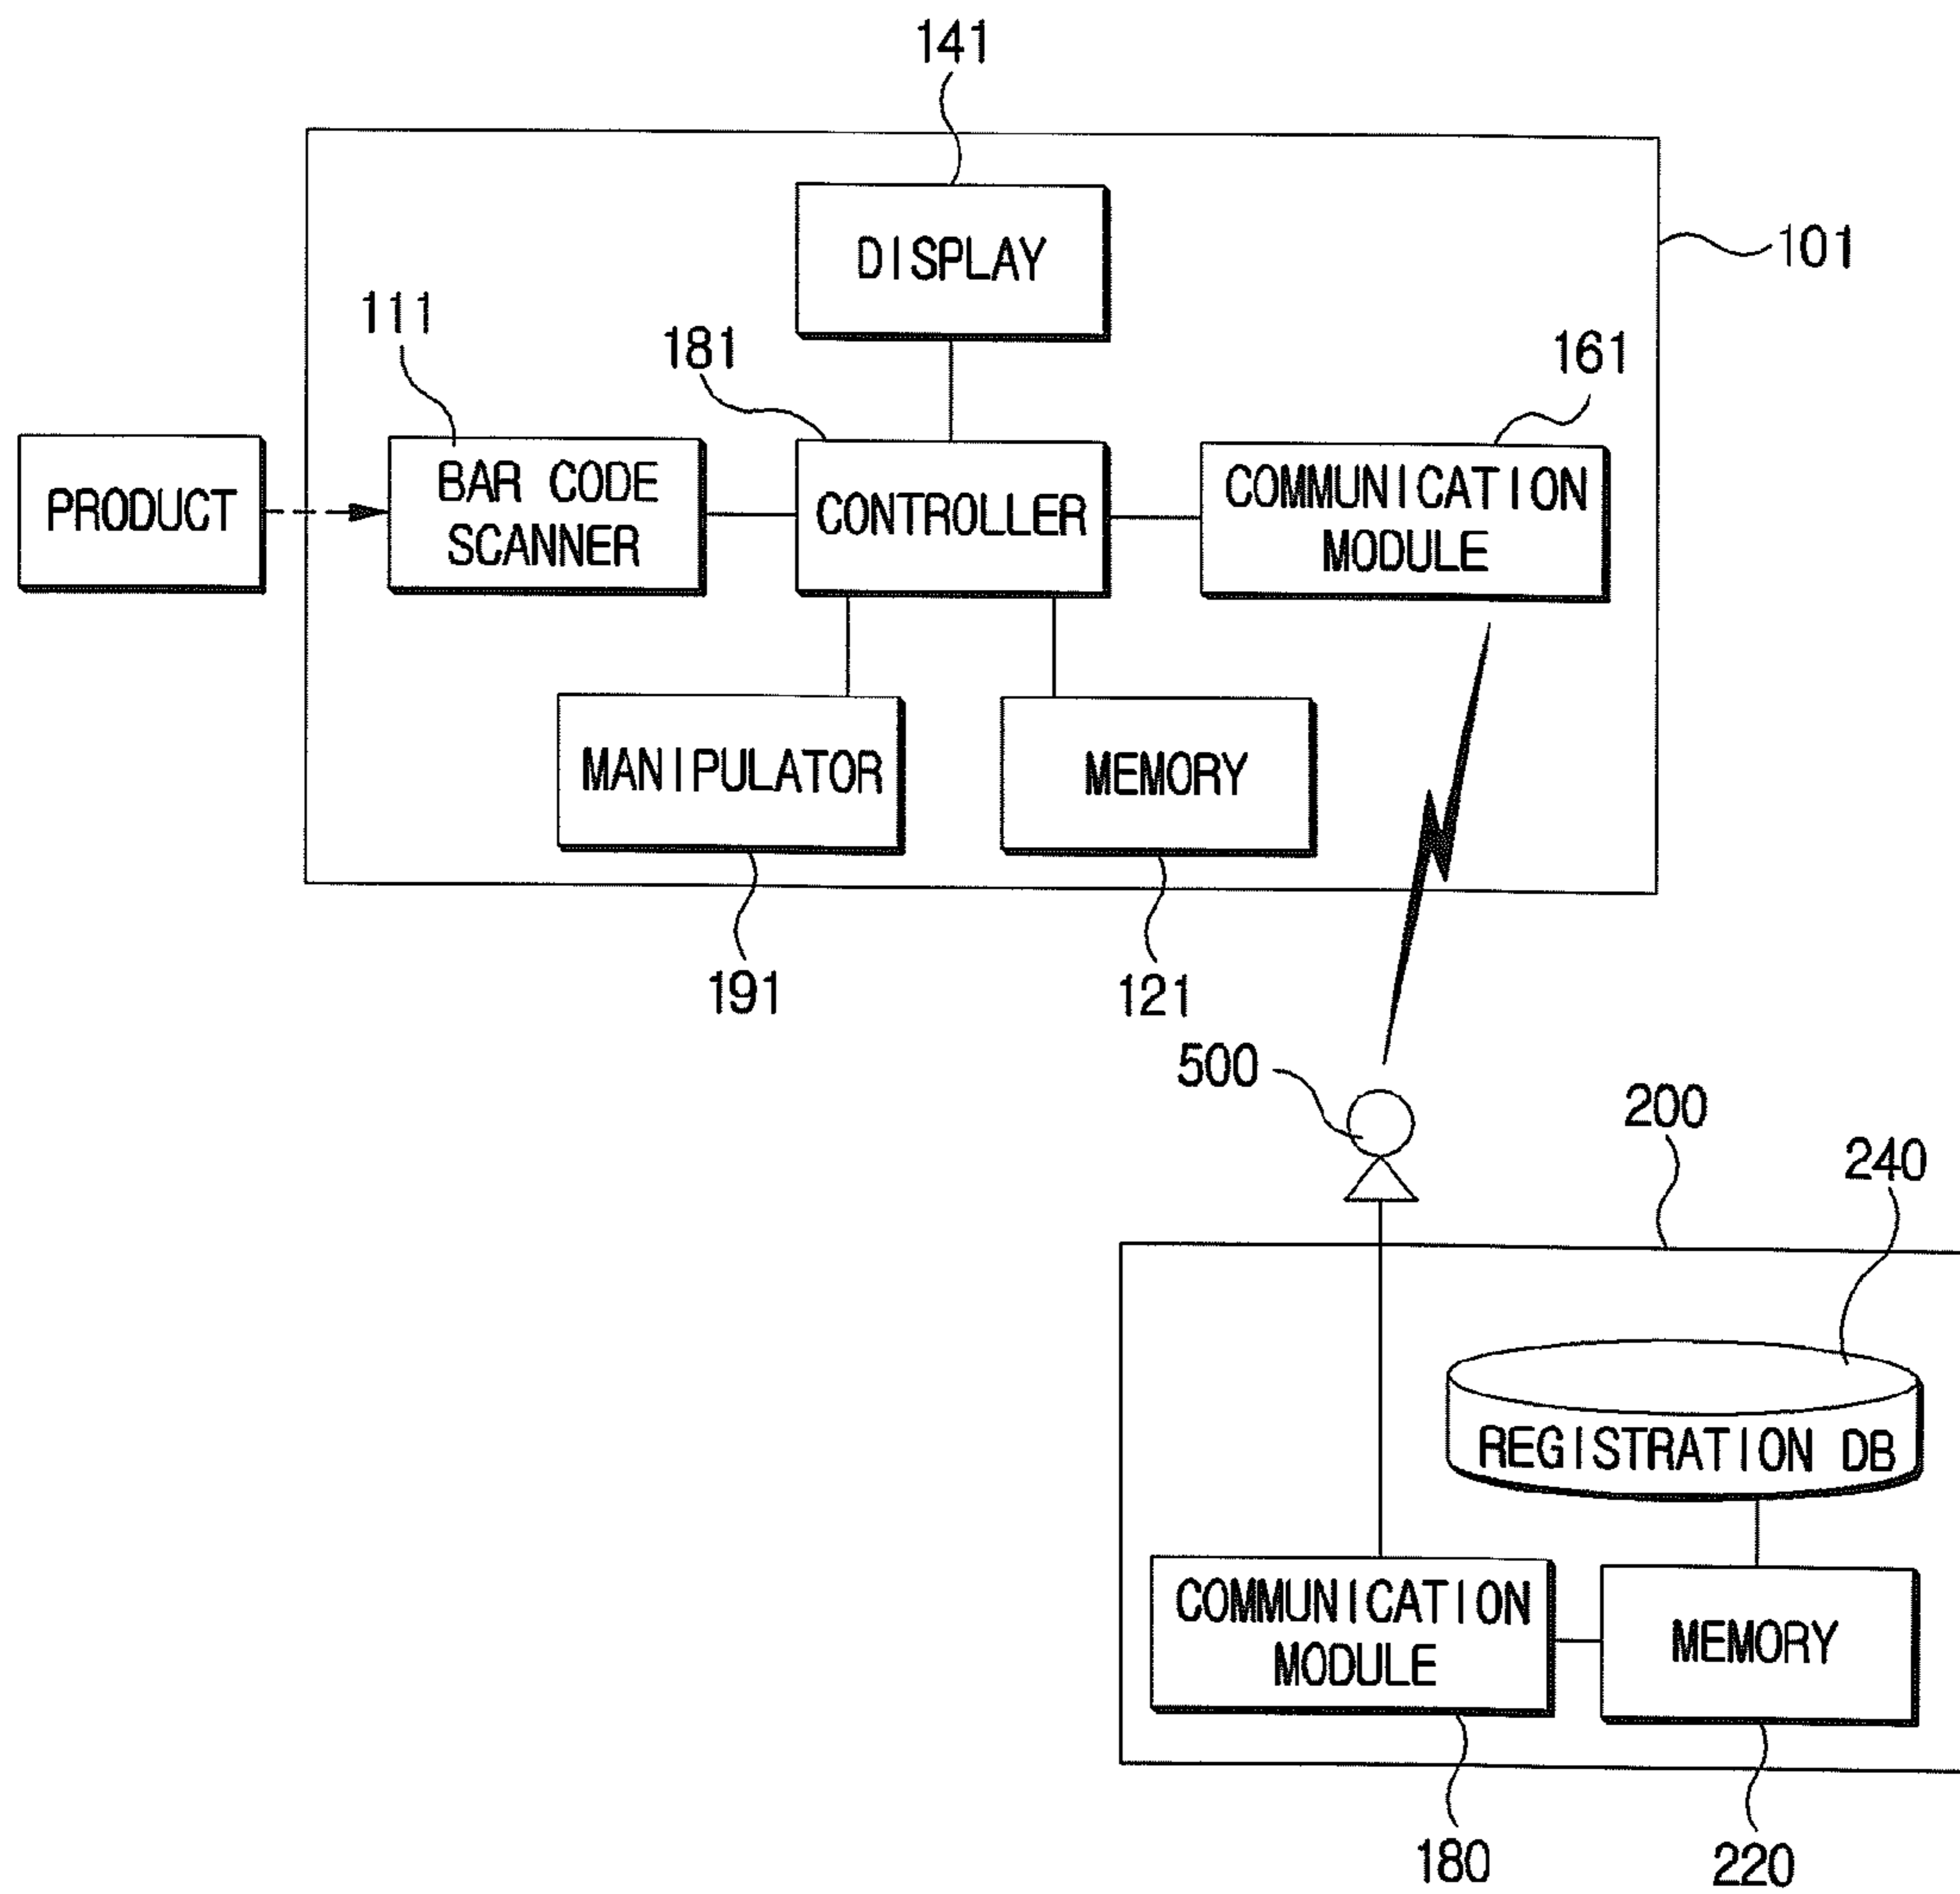 141
DISPLAY
101
111
181
161
PRODUCT
BAR CODE
SCANNER
CONTROLLER
COMMUNICATION
MODULE
MANIPULATOR
MEMORY
191
121
500
200
240
REGISTRATION DB
COMMUNICATION
MODULE
MEMORY
180
220